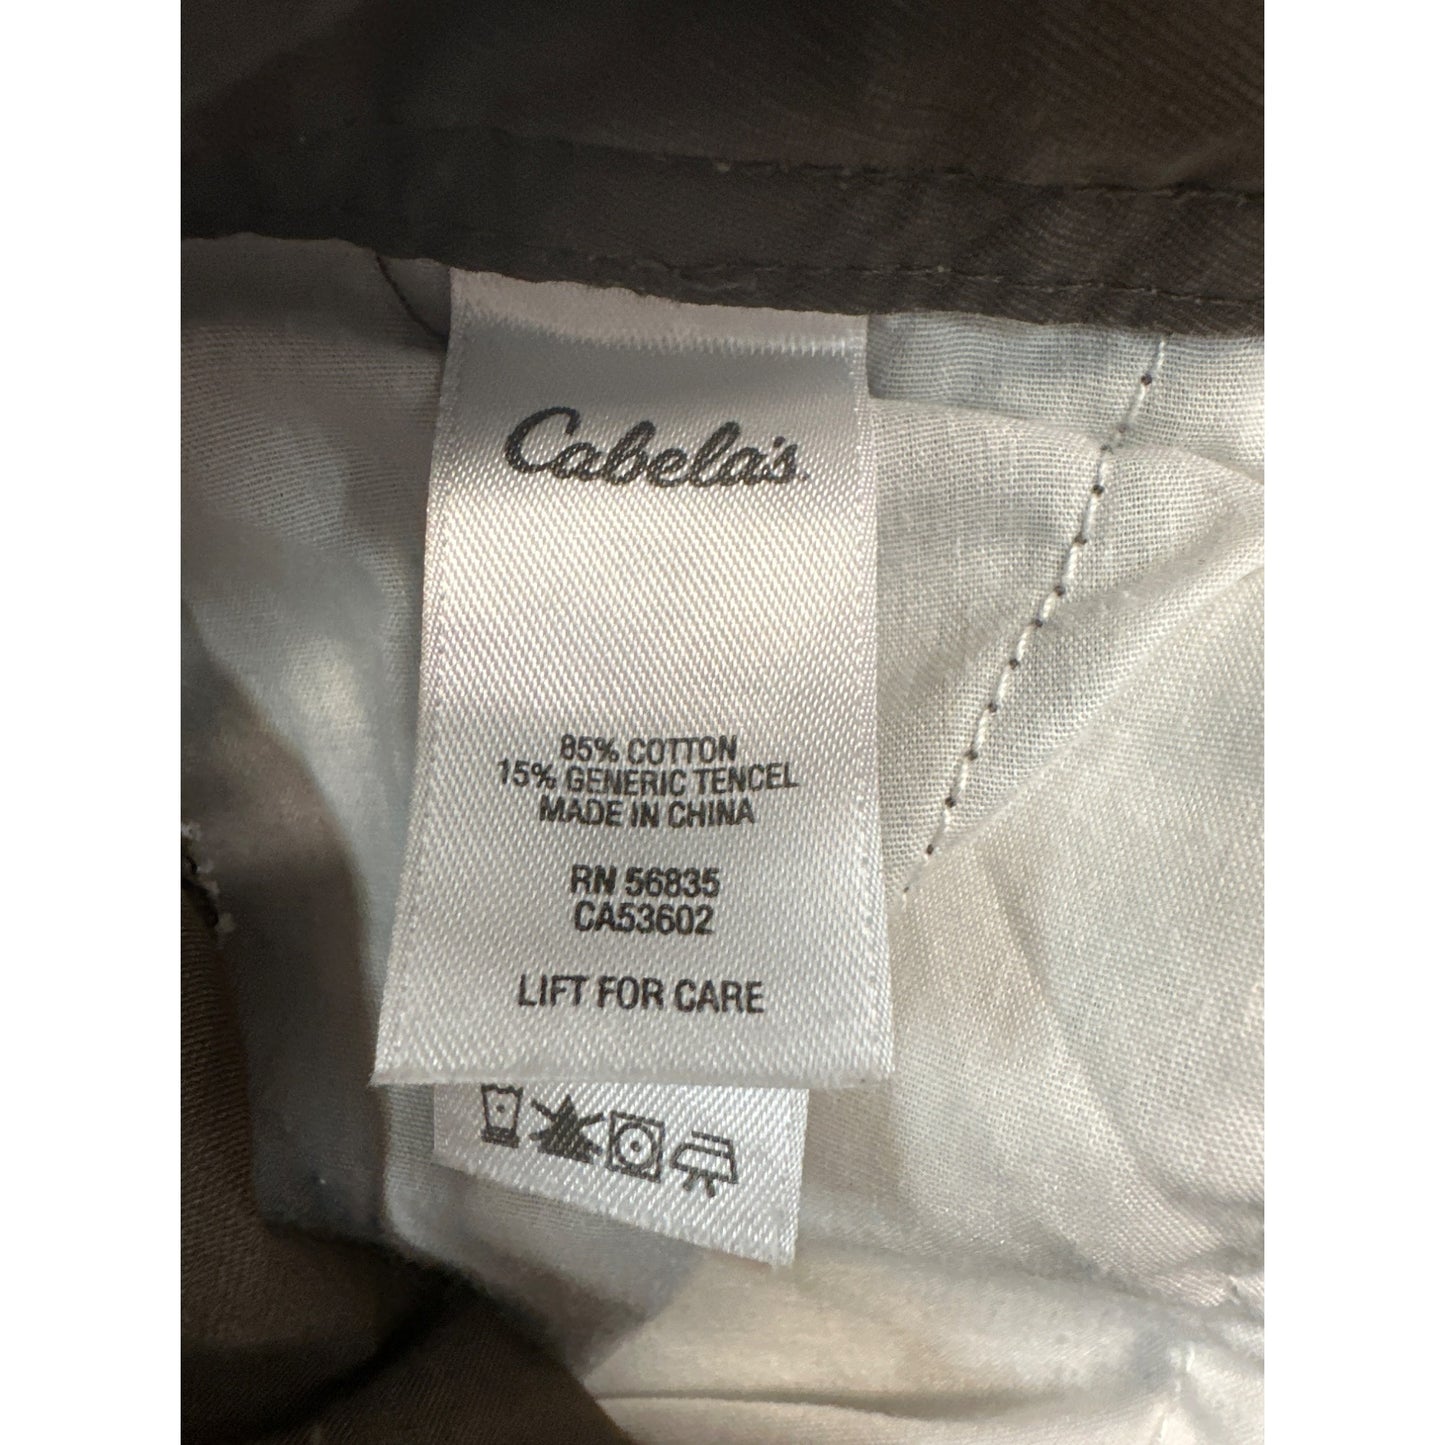 Cabela's
85% COTTON
15% GENERIC TENCEL
MADE IN CHINA
RN 56835
CA53602
LIFT FOR CARE